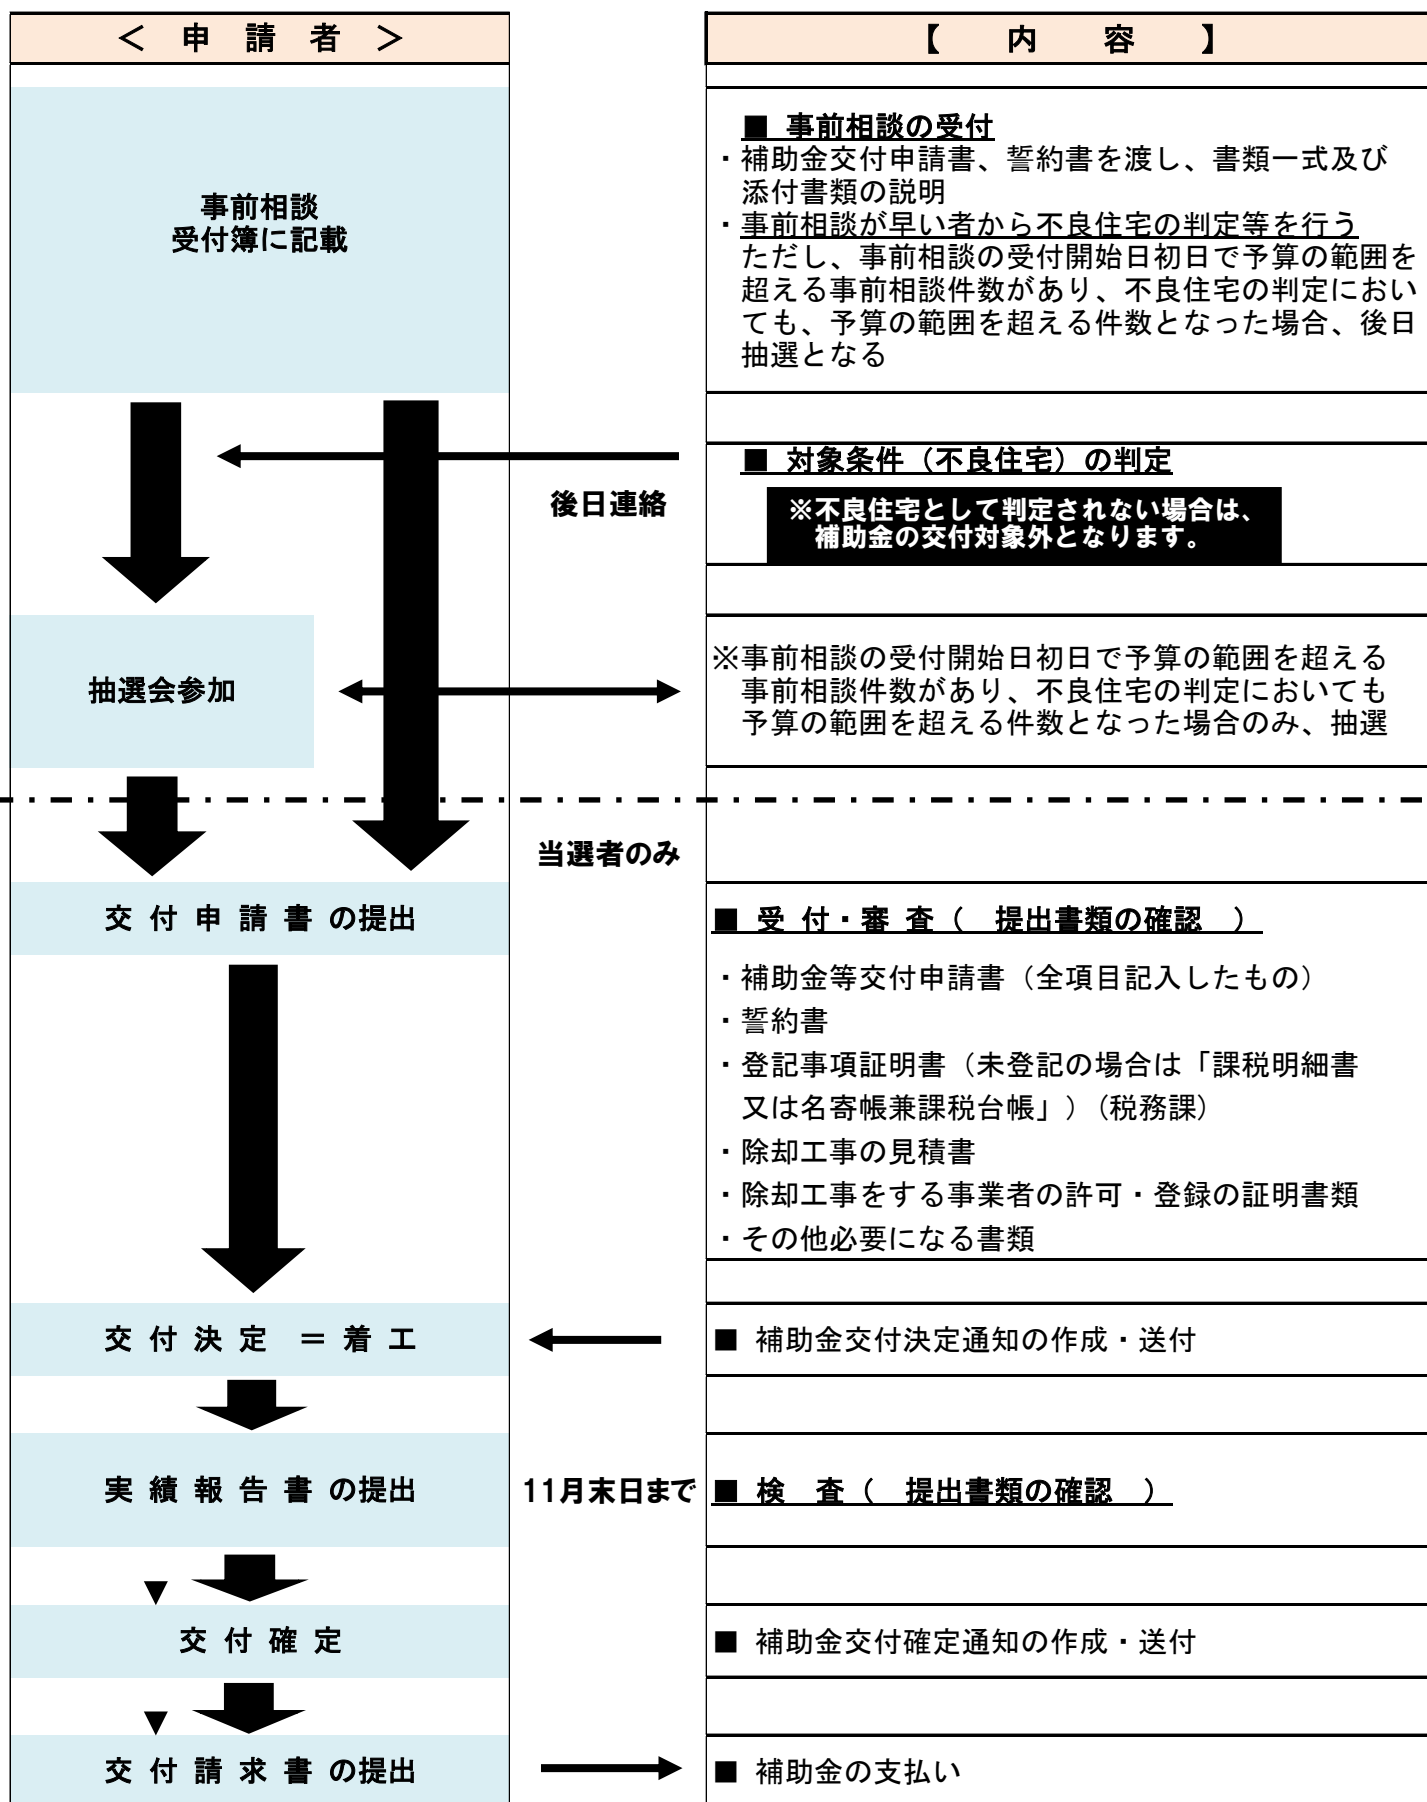 ＜　申　請　者　＞
【　内　容　】
事前相談
受付簿に記載
■ 事前相談の受付
・補助金交付申請書、誓約書を渡し、書類一式及び
添付書類の説明
・事前相談が早い者から不良住宅の判定等を行う
ただし、事前相談の受付開始日初日で予算の範囲を
超える事前相談件数があり、不良住宅の判定におい
ても、予算の範囲を超える件数となった場合、後日
抽選となる
後日連絡
■ 対象条件（不良住宅）の判定
※不良住宅として判定されない場合は、
補助金の交付対象外となります。
抽選会参加
※事前相談の受付開始日初日で予算の範囲を超える
事前相談件数があり、不良住宅の判定においても
予算の範囲を超える件数となった場合のみ、抽選
当選者のみ
交 付 申 請 書 の提出
■ 受 付・審 査（　提出書類の確認　）
・補助金等交付申請書（全項目記入したもの）
・誓約書
・登記事項証明書（未登記の場合は「課税明細書
又は名寄帳兼課税台帳」）(税務課)
・除却工事の見積書
・除却工事をする事業者の許可・登録の証明書類
・その他必要になる書類
交 付 決 定　＝ 着 工
■ 補助金交付決定通知の作成・送付
実 績 報 告 書 の提出
11月末日まで
■ 検　査（　提出書類の確認　）
交 付 確 定
■ 補助金交付確定通知の作成・送付
交 付 請 求 書 の提出
■ 補助金の支払い